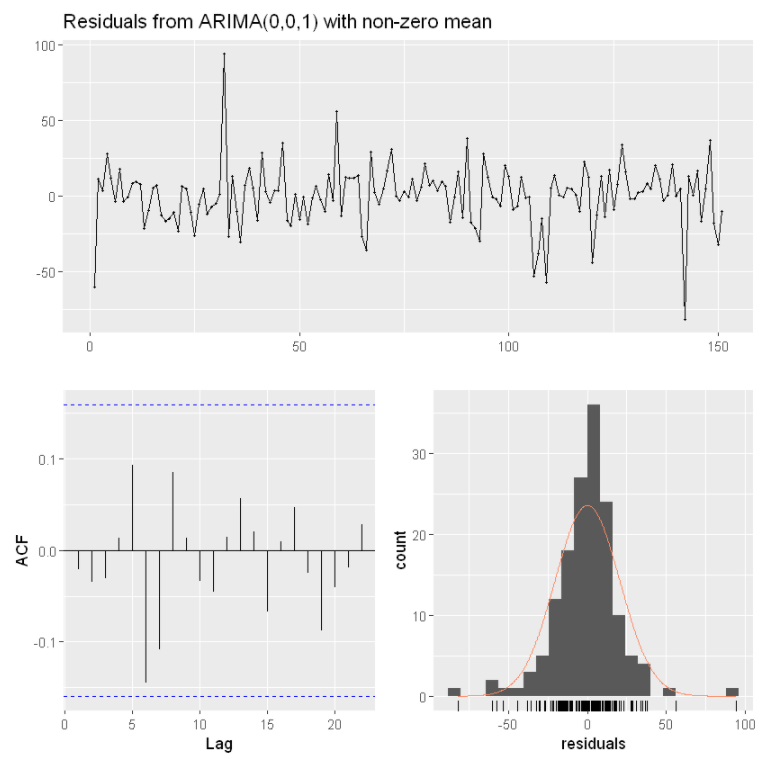 Residuals from ARIMA(0,0,1) with non-zero mean
100
50
0
-50
0 50 100 150
0.1
0.0
-0.1
ACF
0 5 10 15 20
Lag
30
20
10
0
count
-50 0 50 100
residuals